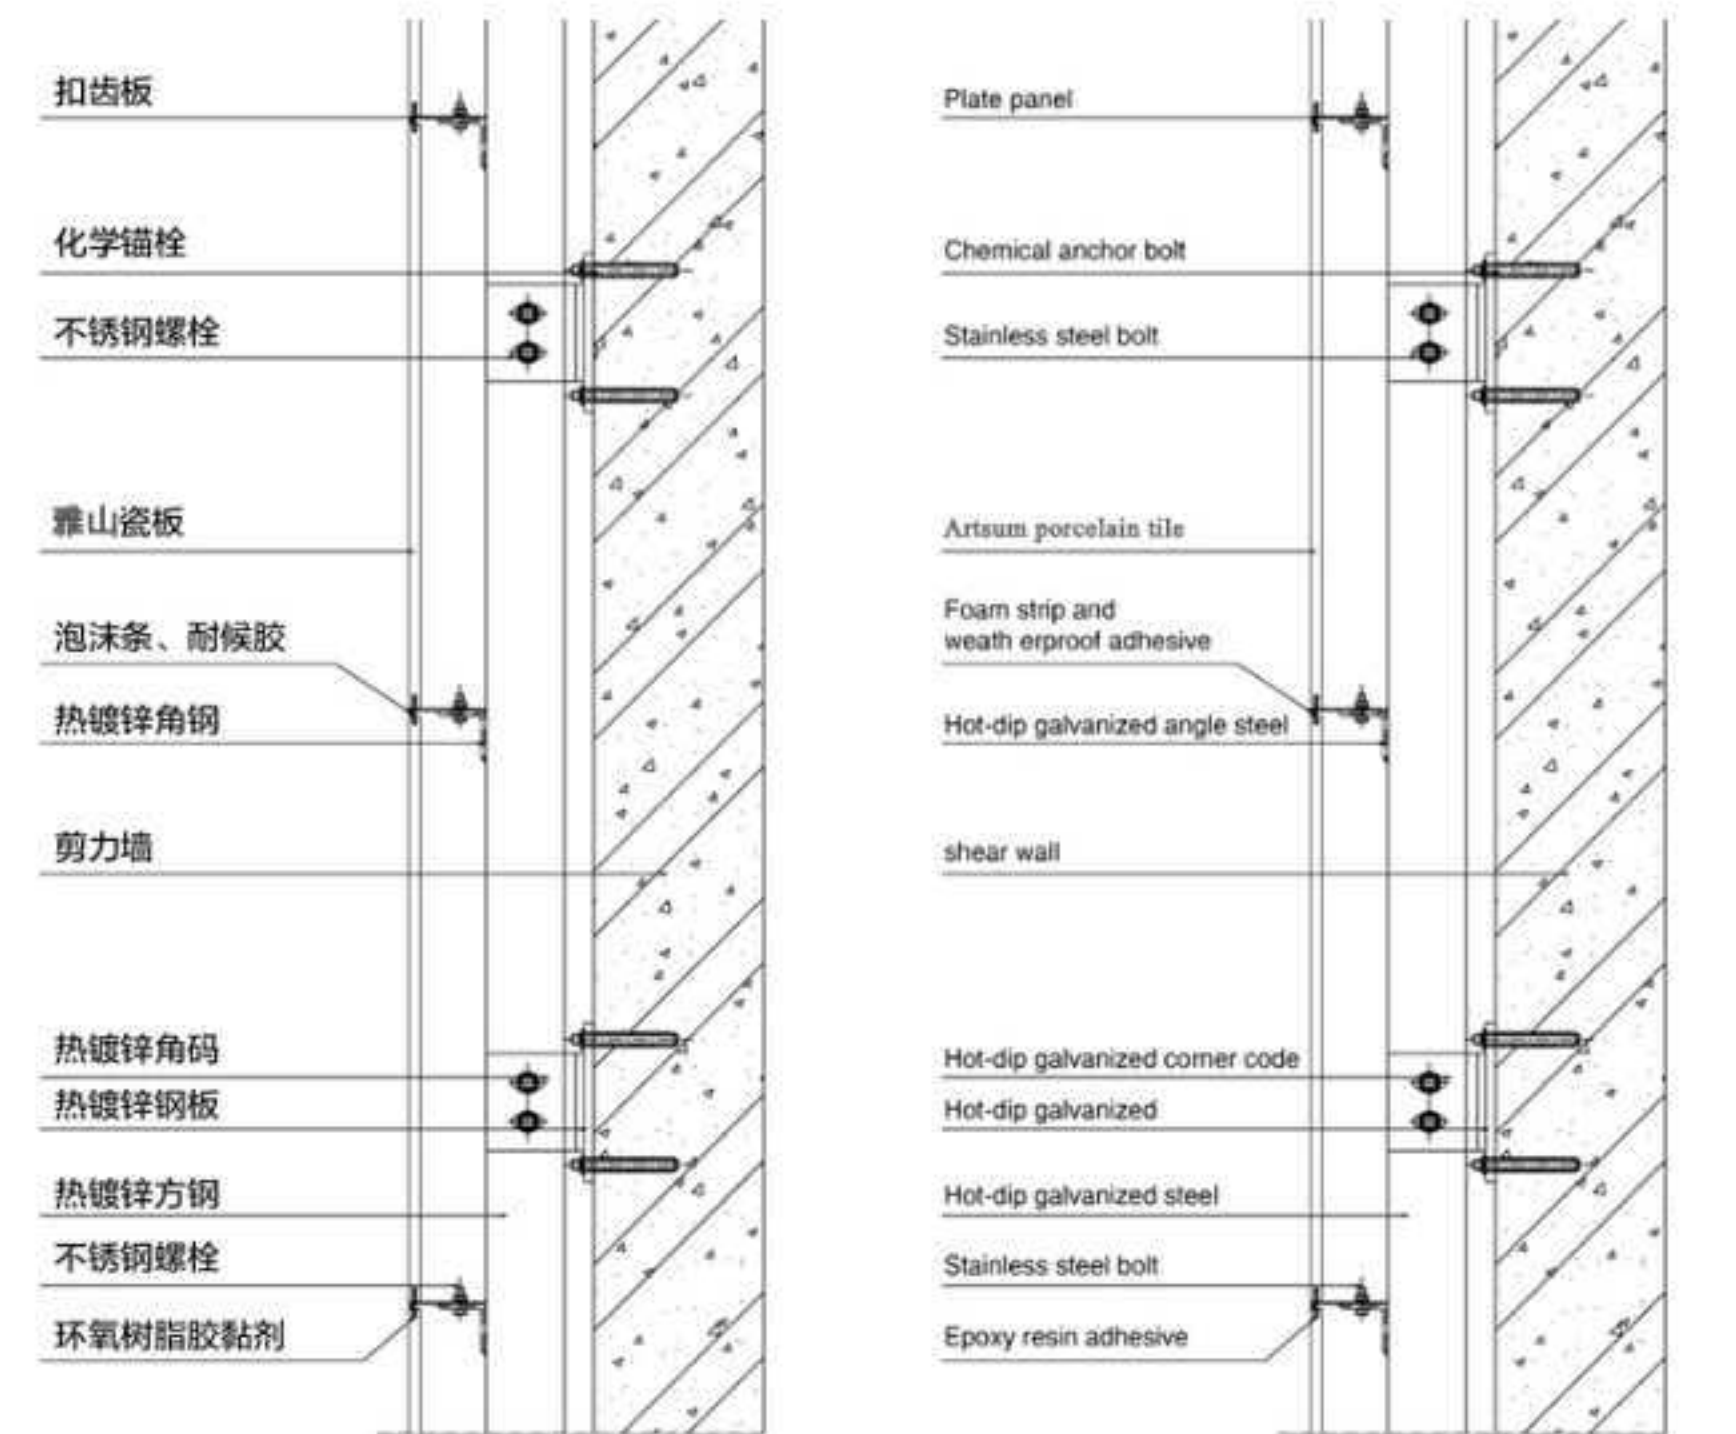 扣齿板
化学锚栓
不锈钢螺栓
雅山瓷板
泡沫条、耐候胶
热镀锌角钢
剪力墙
热镀锌角码
热镀锌钢板
热镀锌方钢
不锈钢螺栓
环氧树脂胶黏剂
Plate panel
Chemical anchor bolt
Stainless steel bolt
Artsum porcelain tile
Foam strip and
weath erproof adhesive
Hot-dip galvanized angle steel
shear wall
Hot-dip galvanized corner code
Hot-dip galvanized
Hot-dip galvanized steel
Stainless steel bolt
Epoxy resin adhesive